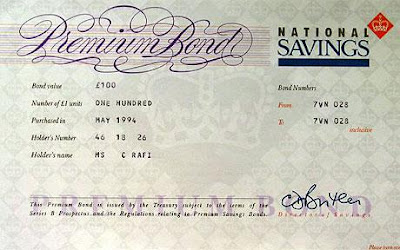 Premium Bond
NATIONAL
SAVINGS
Bond value £100
Number of £1 units ONE HUNDRED
Purchased in MAY 1994
Holder's Number 46 18 26
Holder's name MS C RAFI
Bond Numbers
From 7VN 028
To 7VN 028
inclusive
PREMIUM BOND
This Premium Bond is issued by the Treasury subject to the terms of the
Series B Prospectus and the Regulations relating to Premium Savings Bonds.
Director of Savings